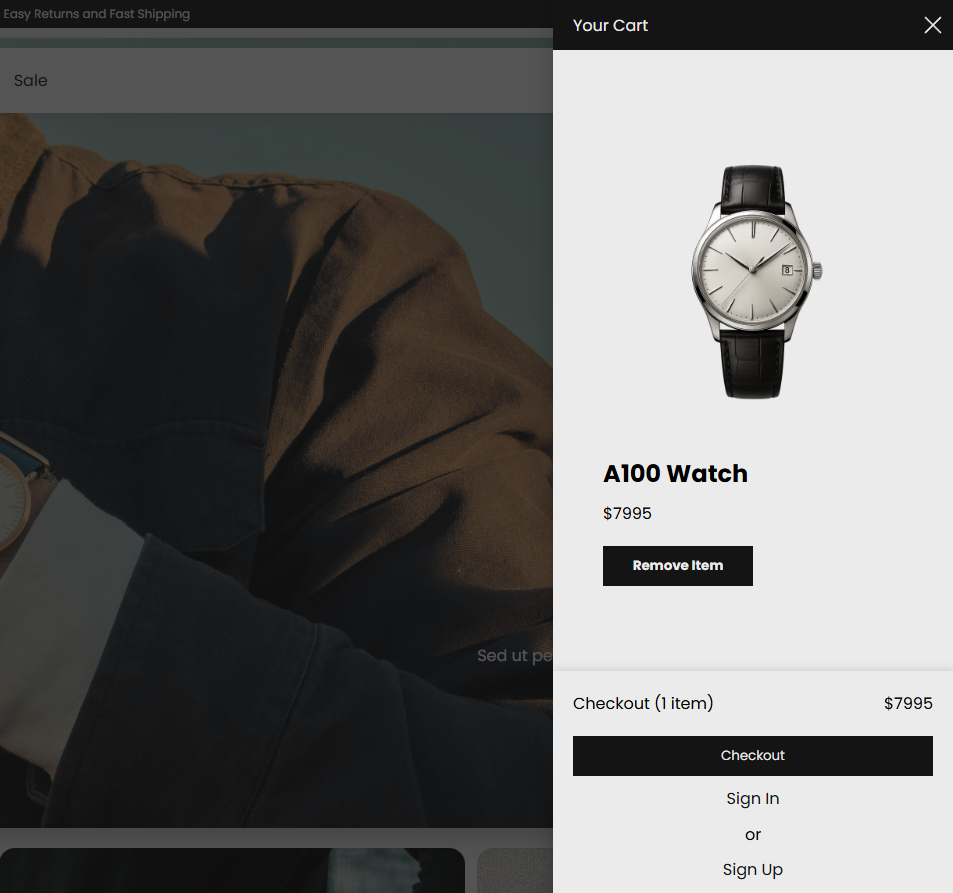 Easy Returns and Fast Shipping
Your Cart
Sale
8
A100 Watch
$7995
Remove Item
Sed ut pe
Checkout (1 item) $7995
Checkout
Sign In
or
Sign Up